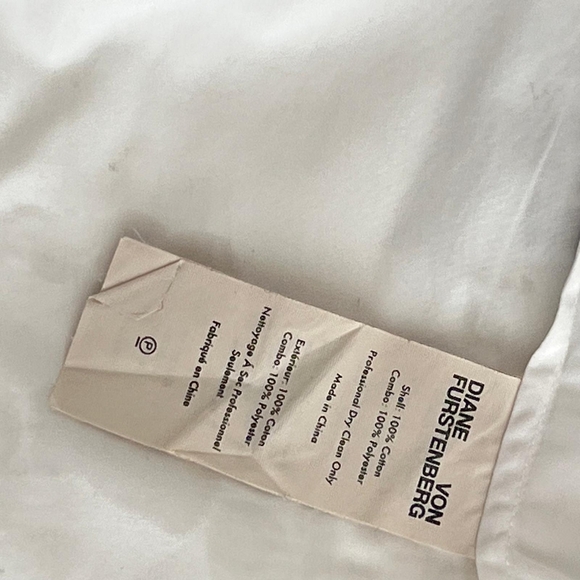 DIANE VON
FURSTENBERG
Shell: 100% Cotton
Combo: 100% Polyester
Professional Dry Clean Only
Made in China
Extérieur: 100% Coton
Combo: 100% Polyester
Nettoyage À Sec Professionnel
Seulement
Fabriqué en Chine
P